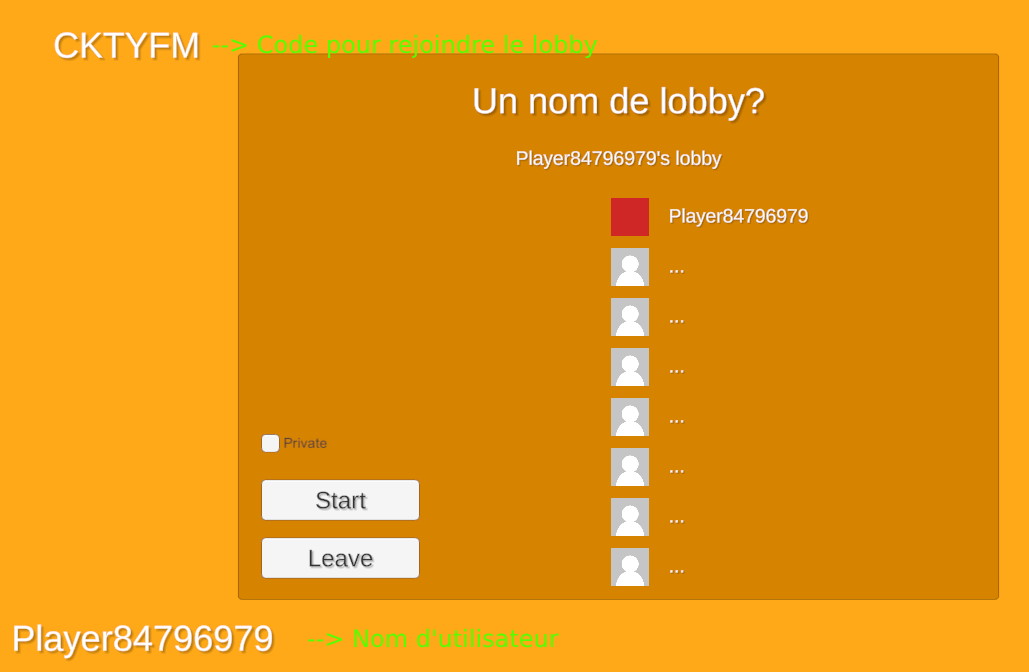 CKTYFM --> Code pour rejoindre le lobby
Un nom de lobby?
Player84796979's lobby
Player84796979
...
...
...
...
...
...
...
Private
Start
Leave
Player84796979 --> Nom d'utilisateur